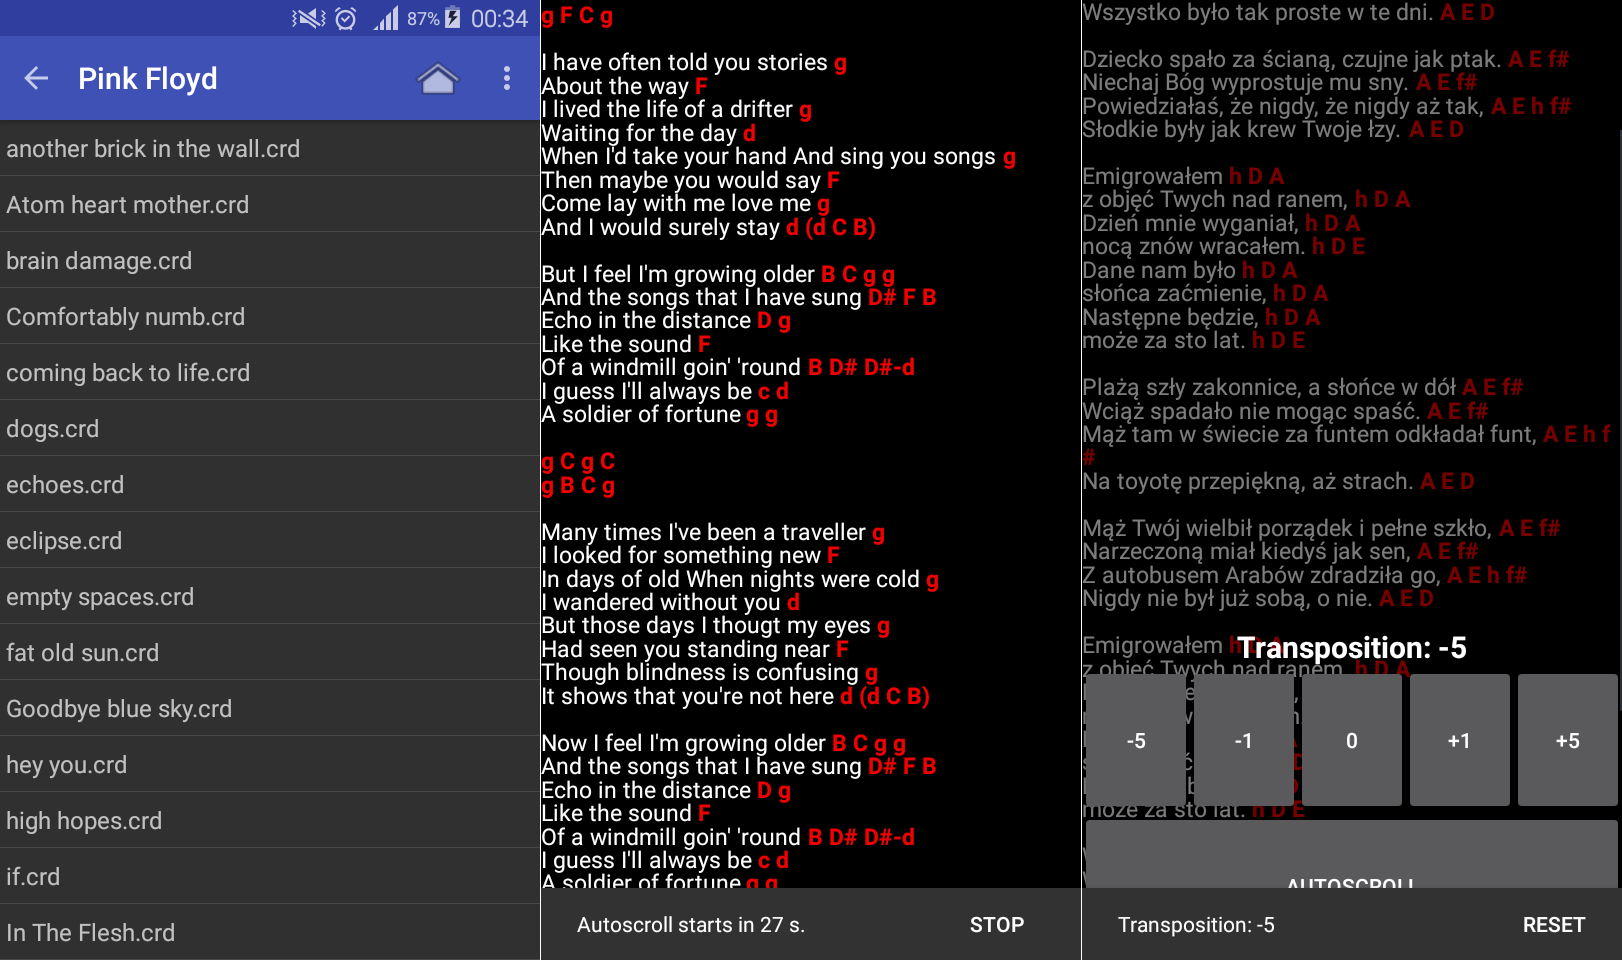 87% 00:34
Pink Floyd
another brick in the wall.crd
Atom heart mother.crd
brain damage.crd
Comfortably numb.crd
coming back to life.crd
dogs.crd
echoes.crd
eclipse.crd
empty spaces.crd
fat old sun.crd
Goodbye blue sky.crd
hey you.crd
high hopes.crd
if.crd
In The Flesh.crd
g F C g
I have often told you stories g
About the way F
I lived the life of a drifter g
Waiting for the day d
When I'd take your hand And sing you songs g
Then maybe you would say F
Come lay with me love me g
And I would surely stay d (d C B)
But I feel I'm growing older B C g g
And the songs that I have sung D# F B
Echo in the distance D g
Like the sound F
Of a windmill goin' 'round B D# D#-d
I guess I'll always be c d
A soldier of fortune g g
g C g C
g B C g
Many times I've been a traveller g
I looked for something new F
In days of old When nights were cold g
I wandered without you d
But those days I thougt my eyes g
Had seen you standing near F
Though blindness is confusing g
It shows that you're not here d (d C B)
Now I feel I'm growing older B C g g
And the songs that I have sung D# F B
Echo in the distance D g
Like the sound F
Of a windmill goin' 'round B D# D#-d
I guess I'll always be c d
A soldier of fortune g g
Autoscroll starts in 27 s. STOP
Wszystko było tak proste w te dni. A E D
Dziecko spało za ścianą, czujne jak ptak. A E f#
Niechaj Bóg wyprostuje mu sny. A E f#
Powiedziałaś, że nigdy, że nigdy aż tak, A E h f#
Słodkie były jak krew Twoje łzy. A E D
Emigrowałem h D A
z objęć Twych nad ranem, h D A
Dzień mnie wyganiał, h D A
nocą znów wracałem. h D E
Dane nam było h D A
słońca zaćmienie, h D A
Następne będzie, h D A
może za sto lat. h D E
Plażą szły zakonnice, a słońce w dół A E f#
Wciąż spadało nie mogąc spaść. A E f#
Mąż tam w świecie za funtem odkładał funt, A E h f
#
Na toyotę przepiękną, aż strach. A E D
Mąż Twój wielbił porządek i pełne szkło, A E f#
Narzeczoną miał kiedyś jak sen, A E f#
Z autobusem Arabów zdradziła go, A E h f#
Nigdy nie był już sobą, o nie. A E D
Emigrowałem h D A
Transposition: -5
z objęć Twych nad ranem, h D A
-5 -1 0 +1 +5
może za sto lat. h D E
AUTOSCROLL
Transposition: -5 RESET